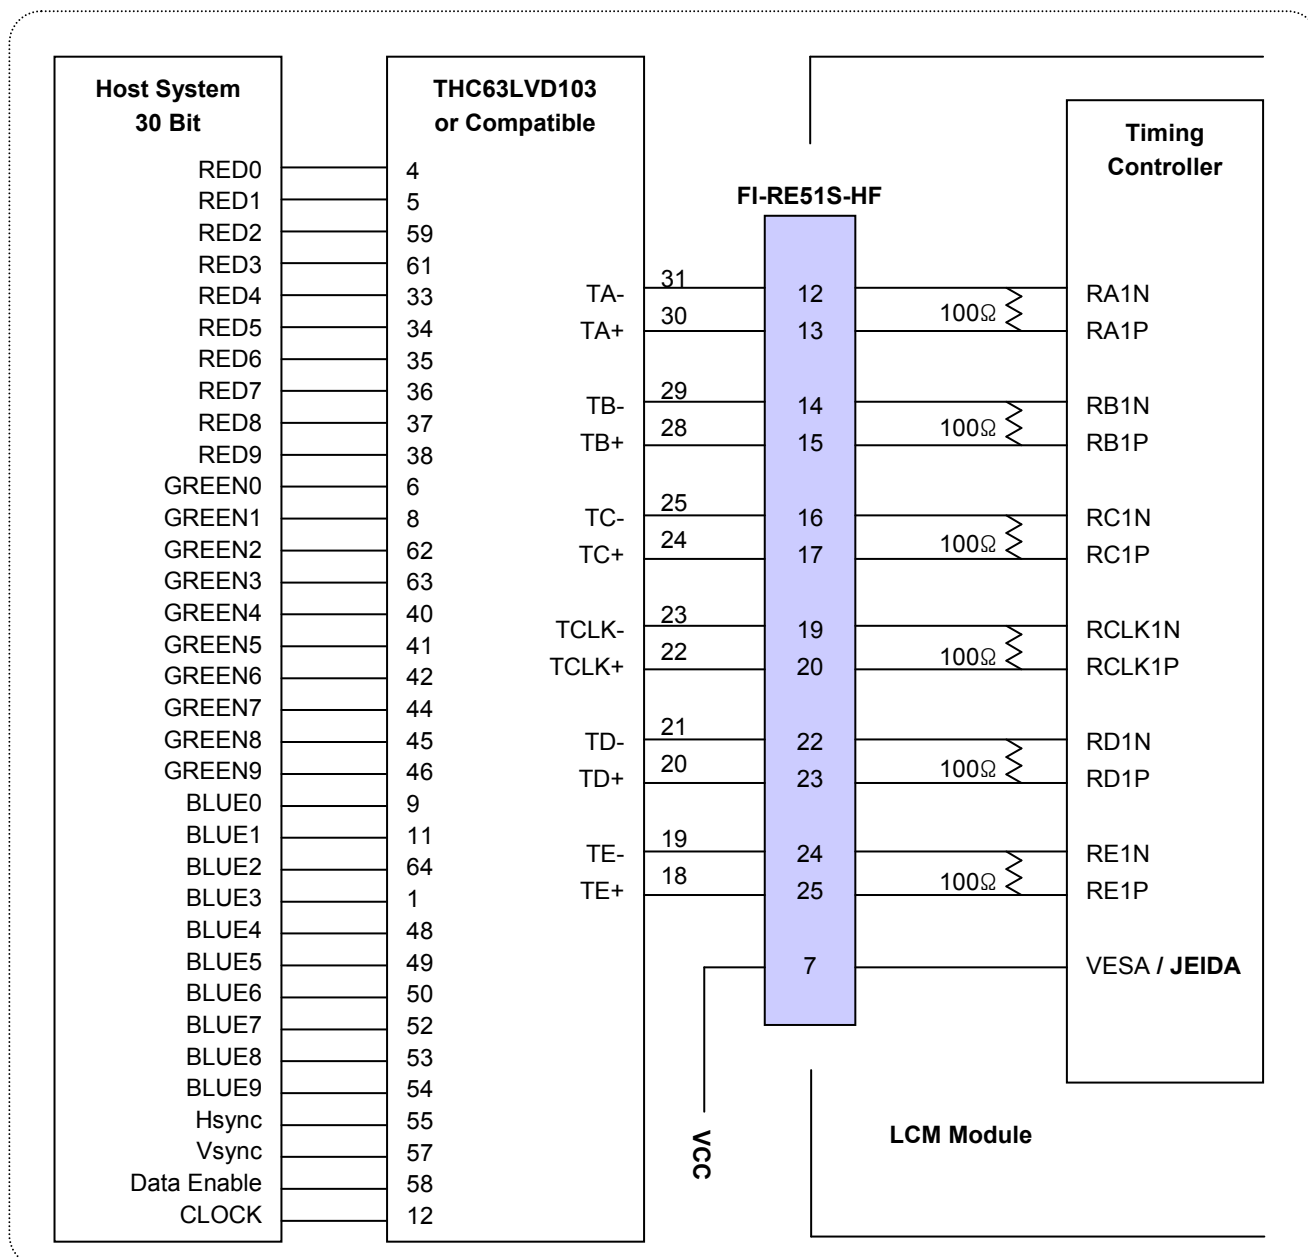 Host System
30 Bit
RED0
RED1
RED2
RED3
RED4
RED5
RED6
RED7
RED8
RED9
GREEN0
GREEN1
GREEN2
GREEN3
GREEN4
GREEN5
GREEN6
GREEN7
GREEN8
GREEN9
BLUE0
BLUE1
BLUE2
BLUE3
BLUE4
BLUE5
BLUE6
BLUE7
BLUE8
BLUE9
Hsync
Vsync
Data Enable
CLOCK
THC63LVD103
or Compatible
4
5
59
61
33
34
35
36
37
38
6
8
62
63
40
41
42
44
45
46
9
11
64
1
48
49
50
52
53
54
55
57
58
12
TA-
TA+
TB-
TB+
TC-
TC+
TCLK-
TCLK+
TD-
TD+
TE-
TE+
31
30
29
28
25
24
23
22
21
20
19
18
VCC
FI-RE51S-HF
12
13
14
15
16
17
19
20
22
23
24
25
7
100Ω
100Ω
100Ω
100Ω
100Ω
100Ω
Timing
Controller
RA1N
RA1P
RB1N
RB1P
RC1N
RC1P
RCLK1N
RCLK1P
RD1N
RD1P
RE1N
RE1P
VESA / JEIDA
LCM Module